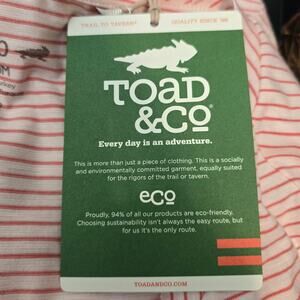 TRAIL TO TAVERN®
QUALITY SINCE '96
TOAD
&CO®
Every day is an adventure.
This is more than just a piece of clothing. This is a socially
and environmentally committed garment, equally suited
for the rigors of the trail or tavern.
eco
Proudly, 94% of all our products are eco-friendly.
Choosing sustainability isn't always the easy route, but
for us it's the only route.
TOADANDCO.COM